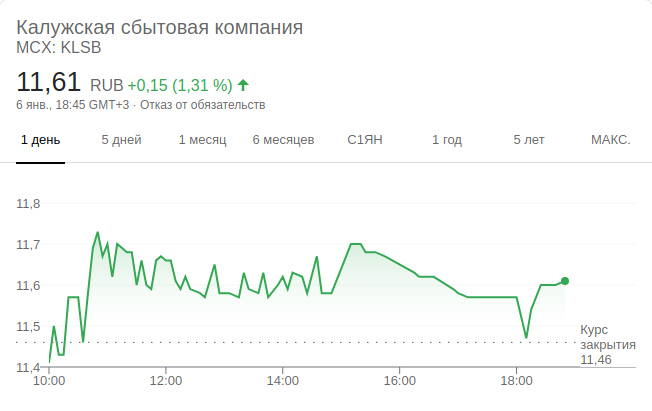 Калужская сбытовая компания
MCX: KLSB
11,61 RUB +0,15 (1,31 %)
6 янв., 18:45 GMT+3 · Отказ от обязательств
1 день 5 дней 1 месяц 6 месяцев С1ЯН 1 год 5 лет МАКС.
11,8
11,7
11,6
11,5
11,4
Курс
закрытия
11,46
10:00 12:00 14:00 16:00 18:00